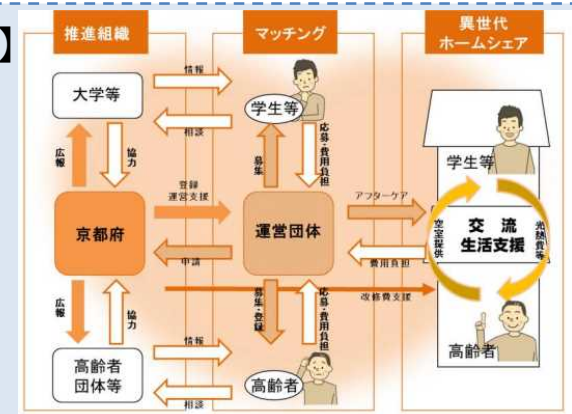 】
推進組織
マッチング
異世代
ホームシェア
大学等
情報
相談
学生等
広報
協力
募集
応募・費用負担
京都府
登録
運営支援
申請
運営団体
アフターケア
費用負担
改修費支援
学生等
空室提供
交流
生活支援
光熱費等
高齢者
広報
協力
募集・登録
応募・費用負担
高齢者
団体等
情報
相談
高齢者